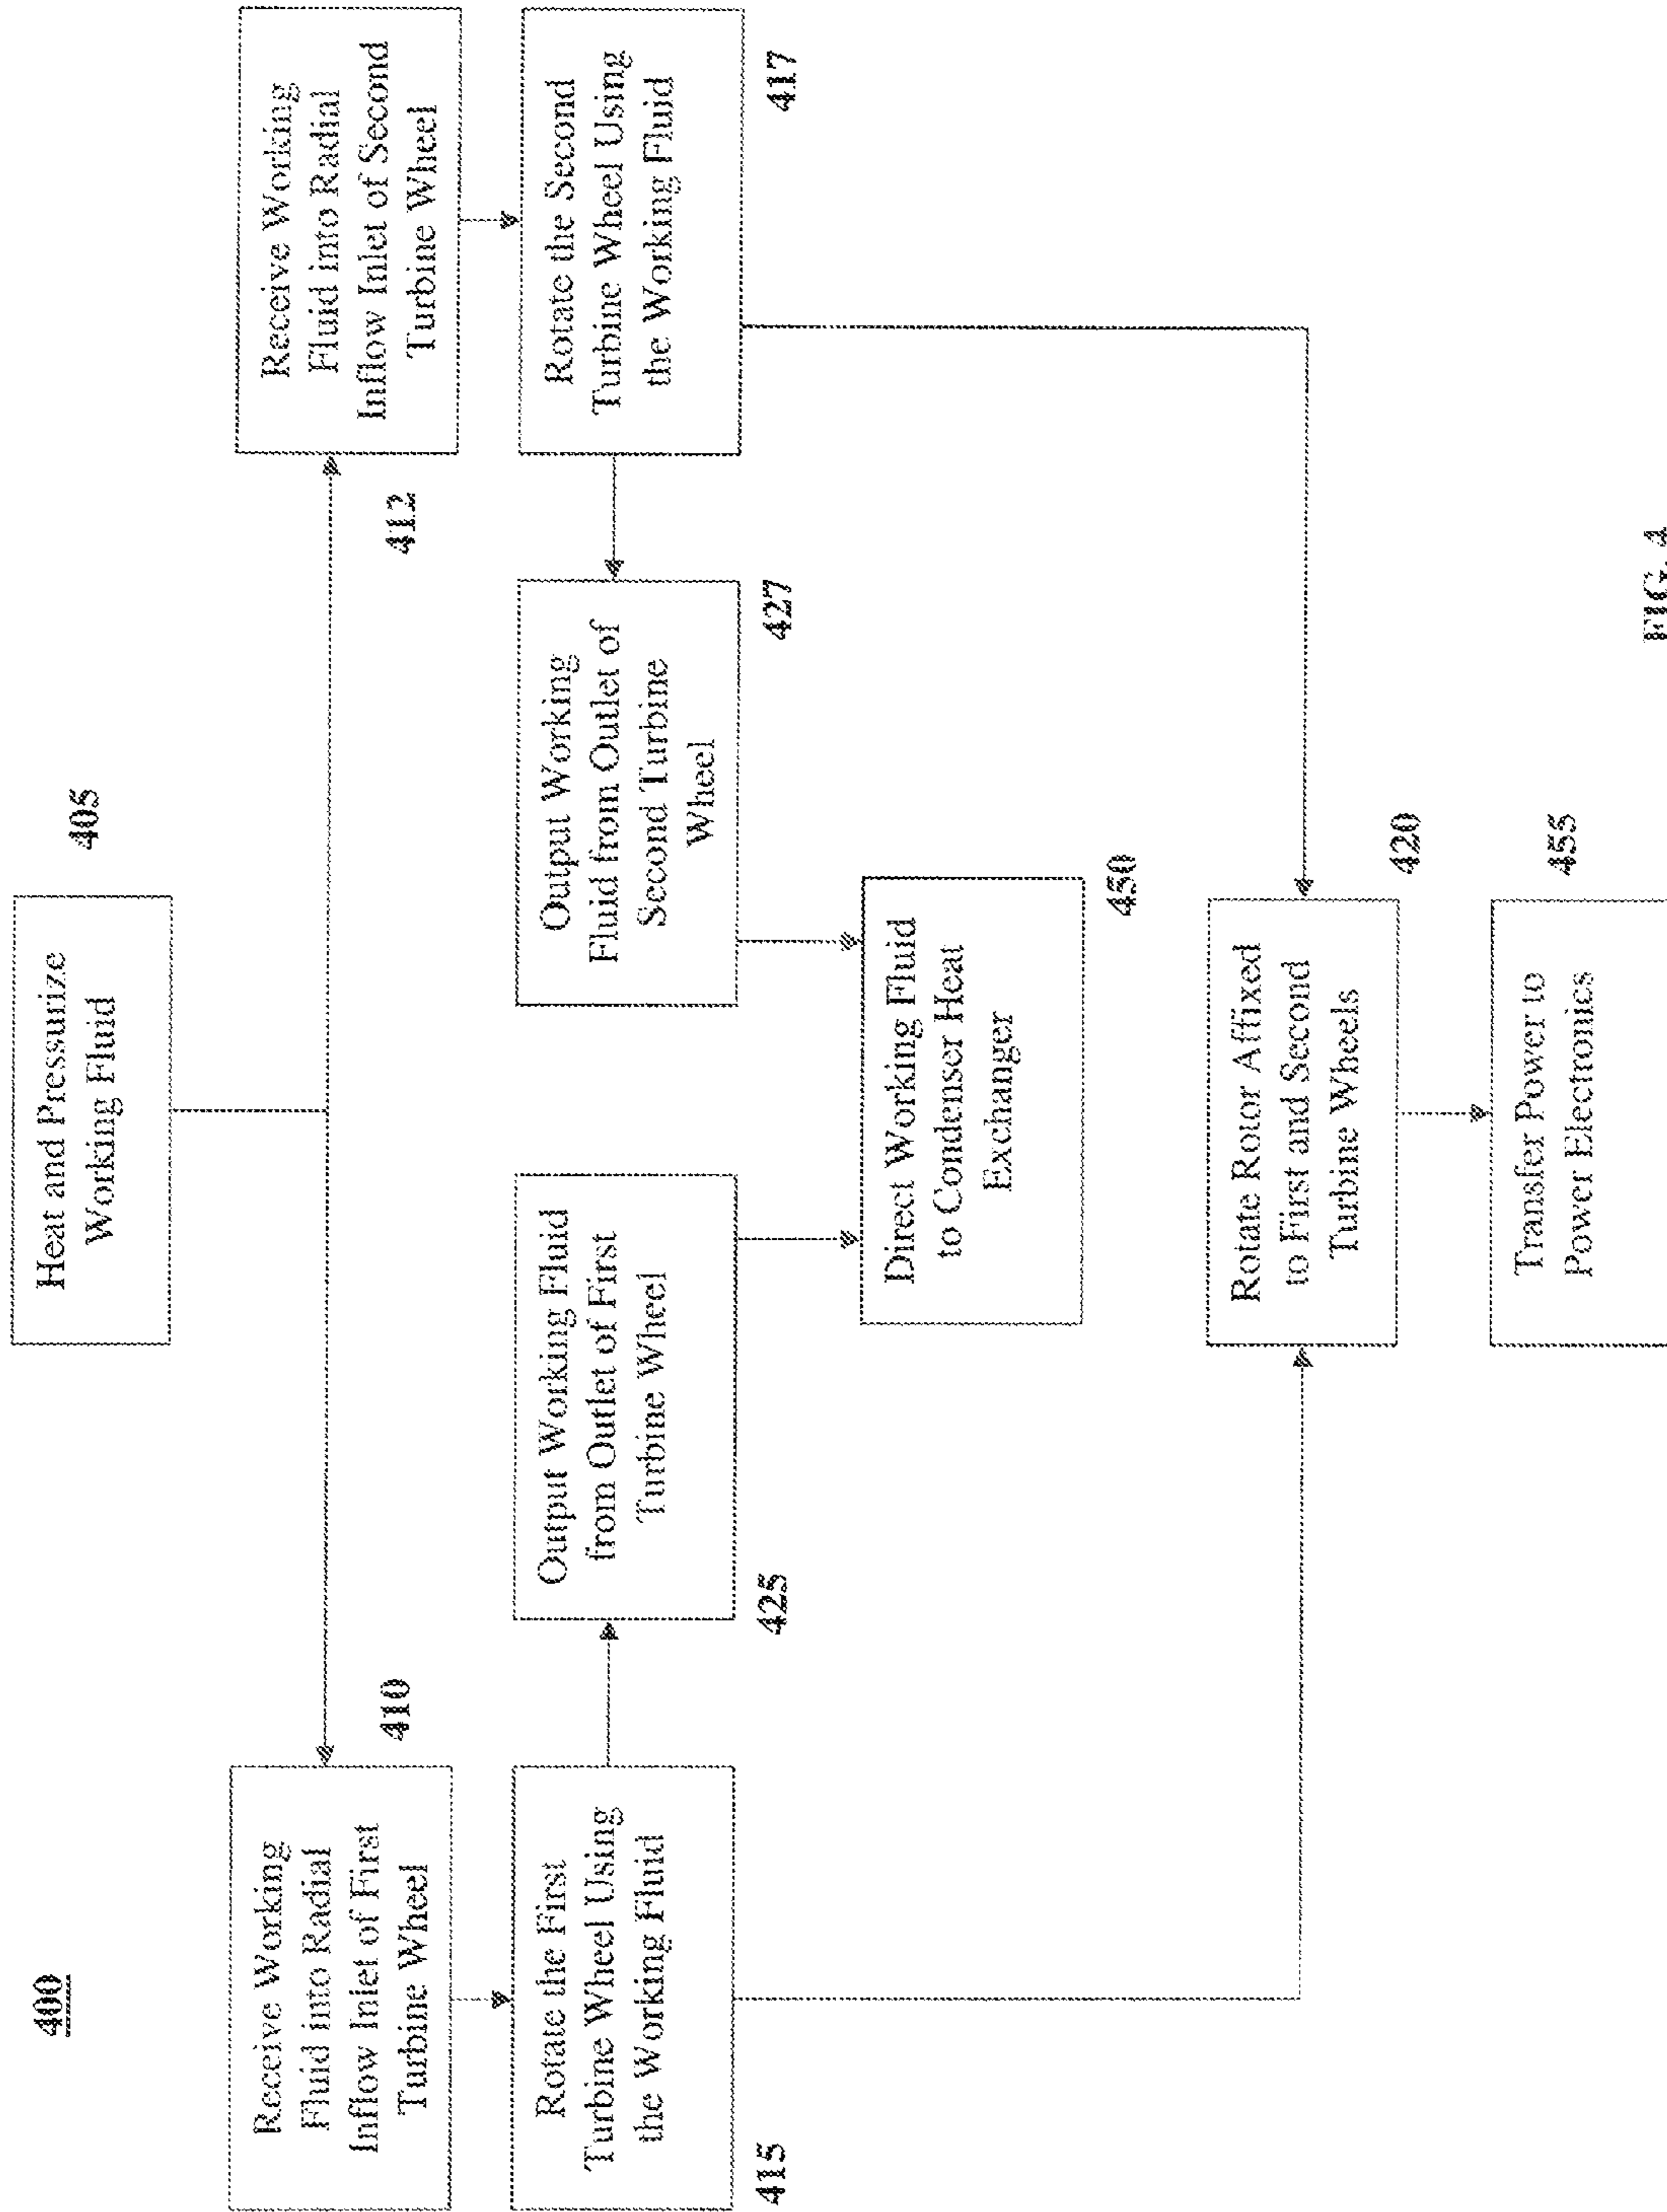 400
Heat and Pressurize
Working Fluid
405
Receive Working
Fluid into Radial
Inflow Inlet of First
Turbine Wheel
410
Receive Working
Fluid into Radial
Inflow Inlet of Second
Turbine Wheel
412
Rotate the First
Turbine Wheel Using
the Working Fluid
415
Output Working Fluid
from Outlet of First
Turbine Wheel
425
Output Working
Fluid from Outlet of
Second Turbine
Wheel
427
Rotate the Second
Turbine Wheel Using
the Working Fluid
417
Direct Working Fluid
to Condenser Heat
Exchanger
450
Rotate Rotor Affixed
to First and Second
Turbine Wheels
420
Transfer Power to
Power Electronics
455
FIG. 4